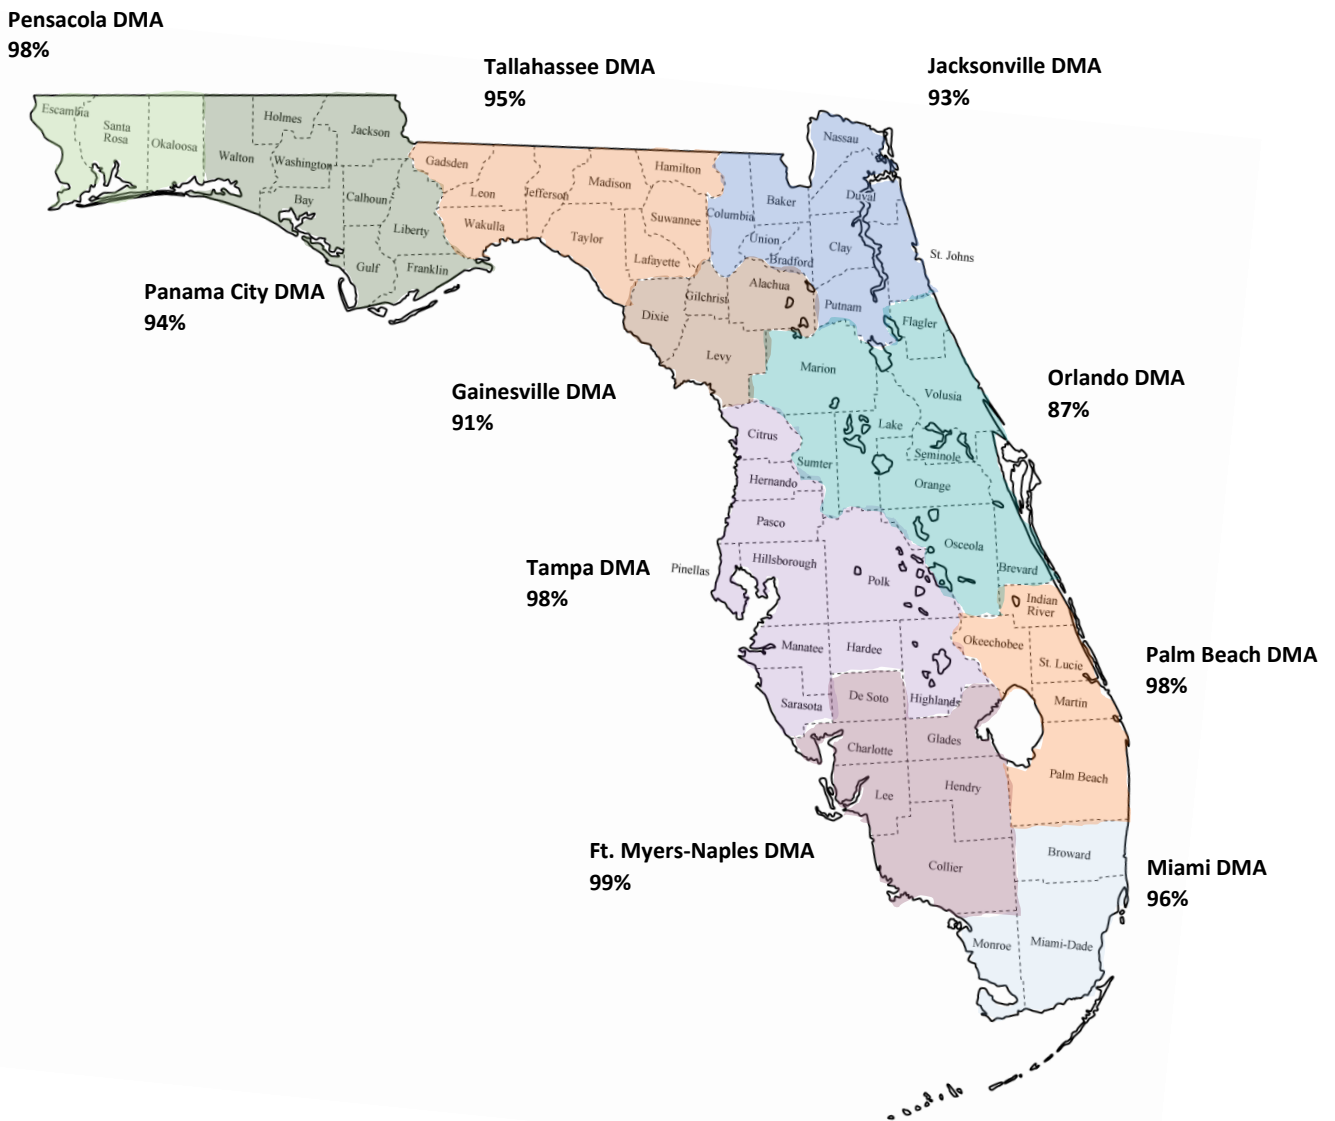 Pensacola DMA
98%
Tallahassee DMA
95%
Jacksonville DMA
93%
Escambia
Santa
Rosa
Okaloosa
Walton
Holmes
Washington
Jackson
Bay
Calhoun
Liberty
Gulf
Franklin
Panama City DMA
94%
Gadsden
Leon
Wakulla
Jefferson
Madison
Taylor
Hamilton
Suwannee
Lafayette
Nassau
Columbia
Baker
Duval
Union
Bradford
Clay
St. Johns
Putnam
Dixie
Gilchrist
Alachua
Levy
Gainesville DMA
91%
Flagler
Marion
Volusia
Lake
Sumter
Seminole
Orange
Osceola
Brevard
Orlando DMA
87%
Citrus
Hernando
Pasco
Pinellas
Hillsborough
Polk
Manatee
Hardee
Sarasota
Highlands
Tampa DMA
98%
Indian
River
Okeechobee
St. Lucie
Martin
Palm Beach
Palm Beach DMA
98%
De Soto
Charlotte
Glades
Lee
Hendry
Collier
Ft. Myers-Naples DMA
99%
Broward
Monroe
Miami-Dade
Miami DMA
96%